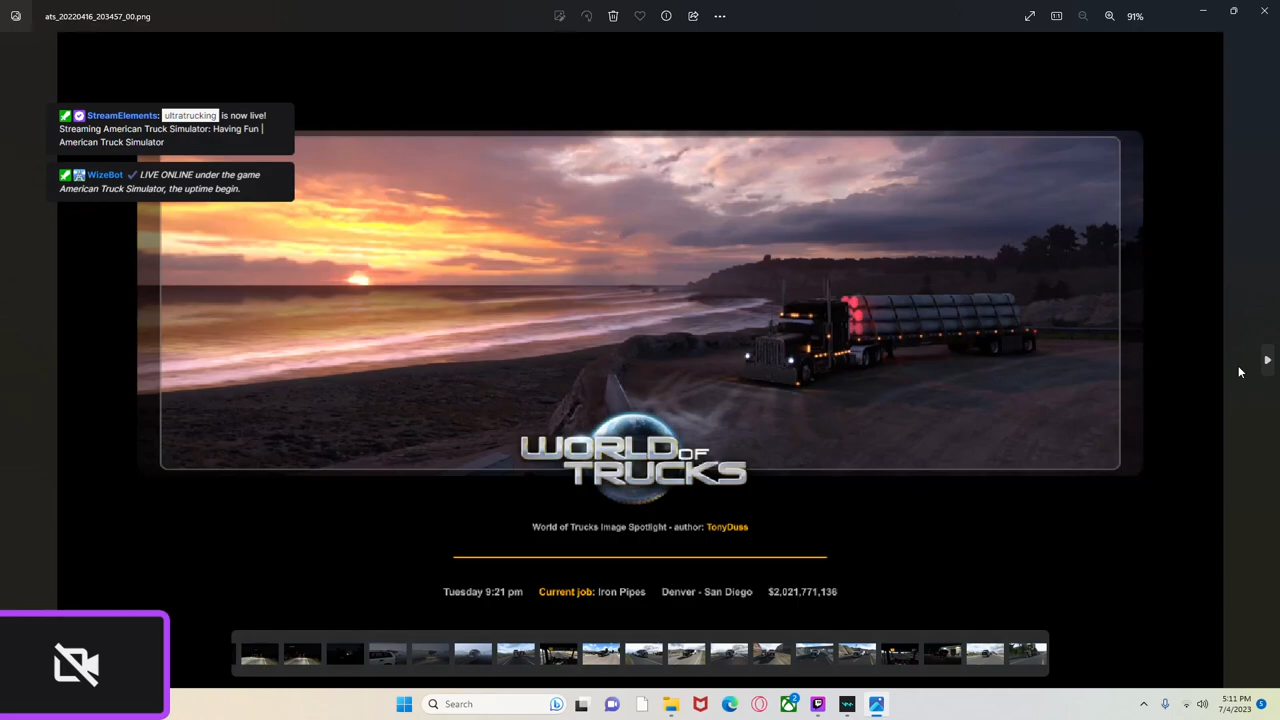 ats_20220416_203457_00.png
91%
StreamElements: ultratrucking is now live!
Streaming American Truck Simulator: Having Fun |
American Truck Simulator
WizeBot ✔ LIVE ONLINE under the game
American Truck Simulator, the uptime begin.
WORLD OF
TRUCKS
World of Trucks Image Spotlight - author: TonyDuss
Tuesday 9:21 pm Current job: Iron Pipes Denver - San Diego $2,021,771,136
Search
2
5:11 PM
7/4/2023
5